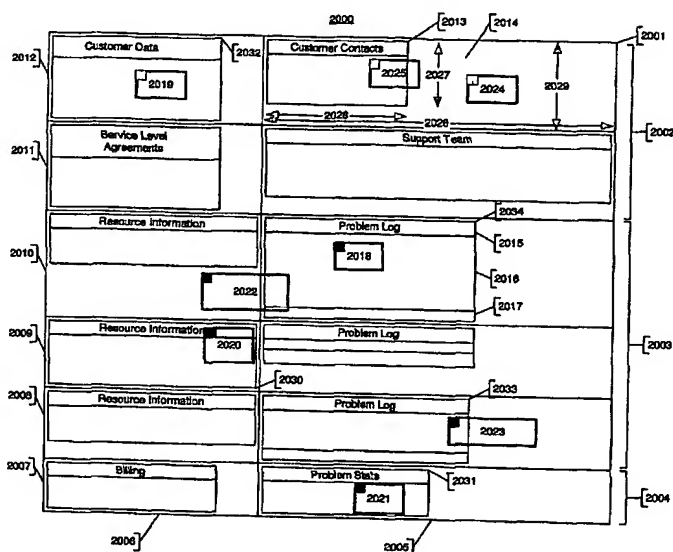 2000
2013
2014
2001
2012
Customer Data
2032
Customer Contacts
2019
2025
2027
2024
2029
2028
2026
2002
2011
Service Level
Agreements
Support Team
2034
Resource Information
Problem Log
2015
2010
2018
2016
2022
2017
2009
Resource Information
2020
Problem Log
2003
2030
2033
2008
Resource Information
Problem Log
2023
2007
Billing
Problem Stats
2031
2021
2004
2006
2005